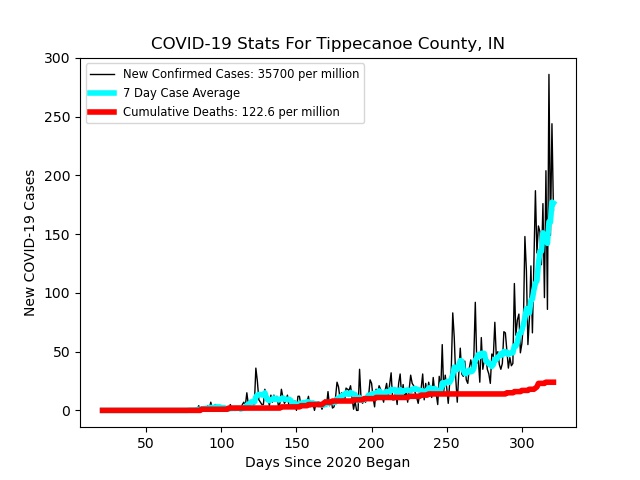 COVID-19 Stats For Tippecanoe County, IN
New Confirmed Cases: 35700 per million
7 Day Case Average
Cumulative Deaths: 122.6 per million
300
250
200
150
100
50
0
New COVID-19 Cases
50 100 150 200 250 300
Days Since 2020 Began